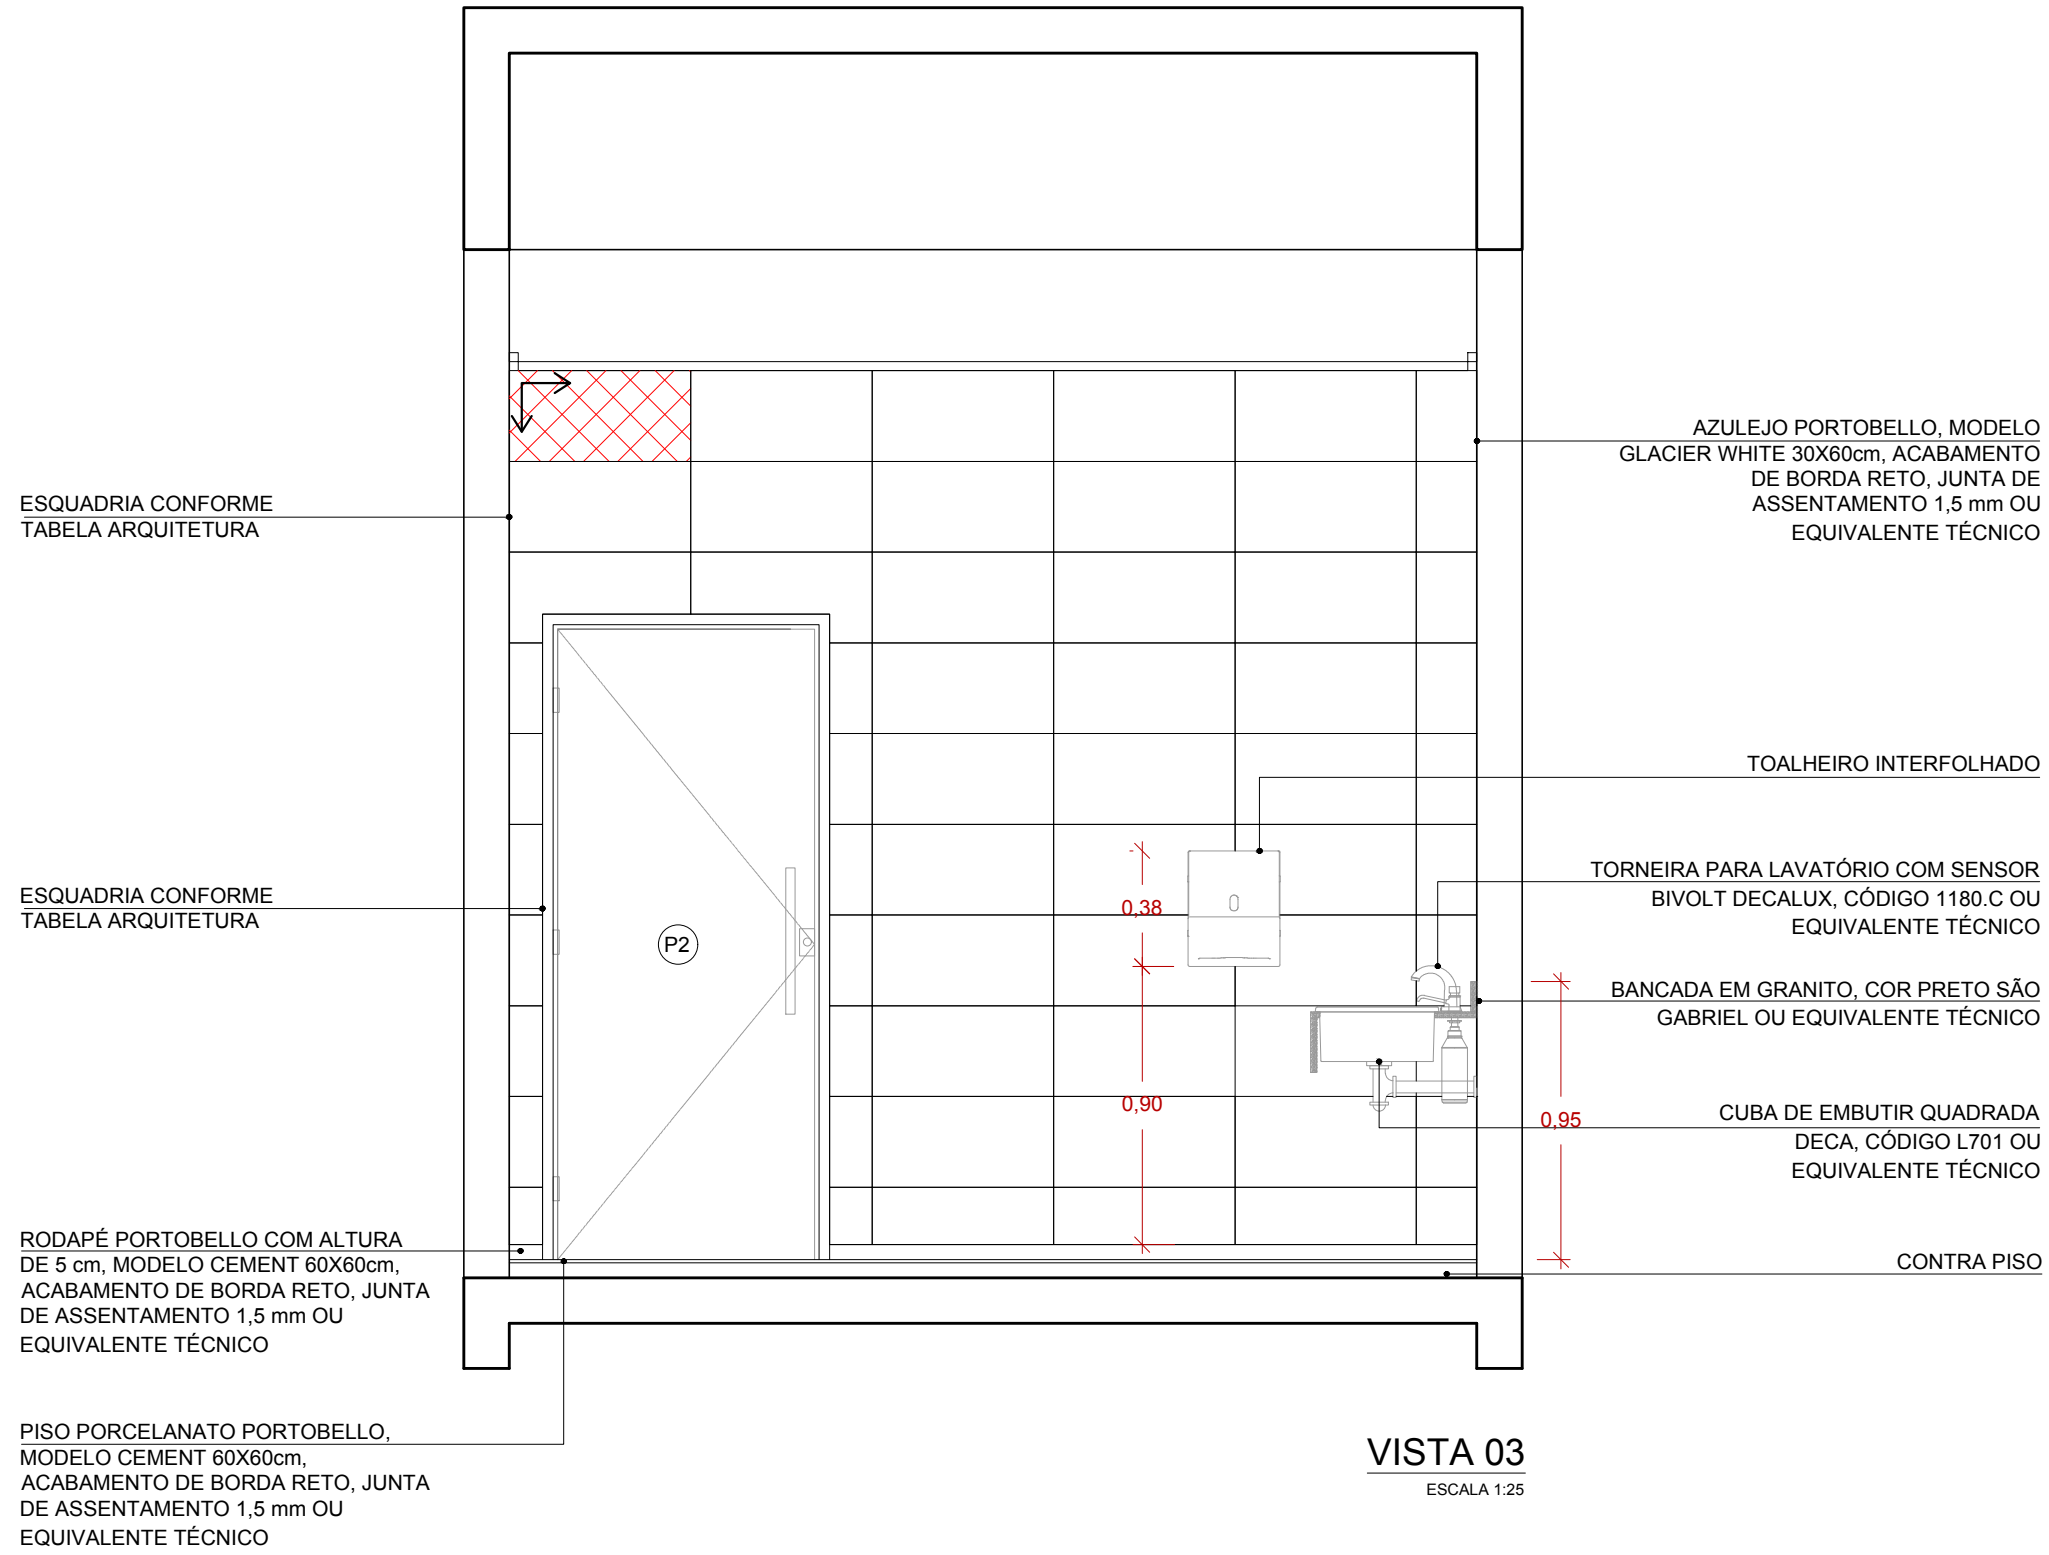 ESQUADRIA CONFORME
TABELA ARQUITETURA
ESQUADRIA CONFORME
TABELA ARQUITETURA
RODAPÉ PORTOBELLO COM ALTURA
DE 5 cm, MODELO CEMENT 60X60cm,
ACABAMENTO DE BORDA RETO, JUNTA
DE ASSENTAMENTO 1,5 mm OU
EQUIVALENTE TÉCNICO
PISO PORCELANATO PORTOBELLO,
MODELO CEMENT 60X60cm,
ACABAMENTO DE BORDA RETO, JUNTA
DE ASSENTAMENTO 1,5 mm OU
EQUIVALENTE TÉCNICO
P2
0,38
0,90
0,95
AZULEJO PORTOBELLO, MODELO
GLACIER WHITE 30X60cm, ACABAMENTO
DE BORDA RETO, JUNTA DE
ASSENTAMENTO 1,5 mm OU
EQUIVALENTE TÉCNICO
TOALHEIRO INTERFOLHADO
TORNEIRA PARA LAVATÓRIO COM SENSOR
BIVOLT DECALUX, CÓDIGO 1180.C OU
EQUIVALENTE TÉCNICO
BANCADA EM GRANITO, COR PRETO SÃO
GABRIEL OU EQUIVALENTE TÉCNICO
CUBA DE EMBUTIR QUADRADA
DECA, CÓDIGO L701 OU
EQUIVALENTE TÉCNICO
CONTRA PISO
VISTA 03
ESCALA 1:25